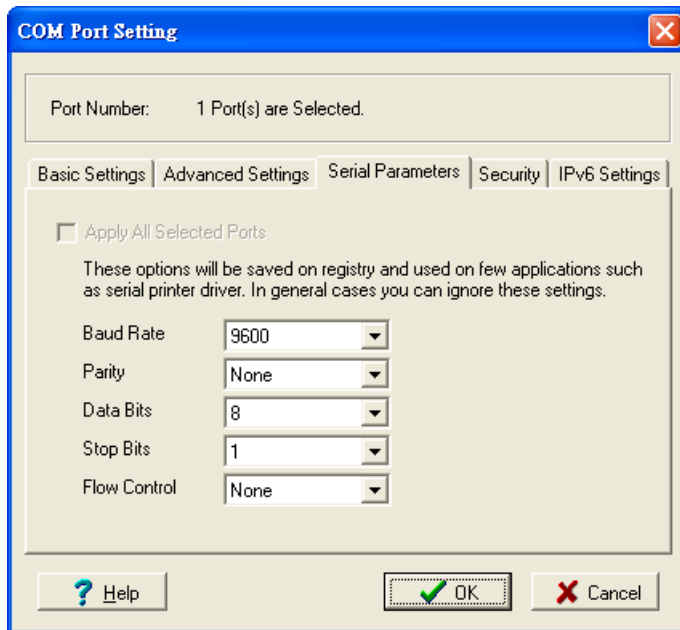 COM Port Setting
Port Number: 1 Port(s) are Selected.
Basic Settings Advanced Settings Serial Parameters Security IPv6 Settings
Apply All Selected Ports
These options will be saved on registry and used on few applications such
as serial printer driver. In general cases you can ignore these settings.
Baud Rate 9600
Parity None
Data Bits 8
Stop Bits 1
Flow Control None
? Help OK Cancel